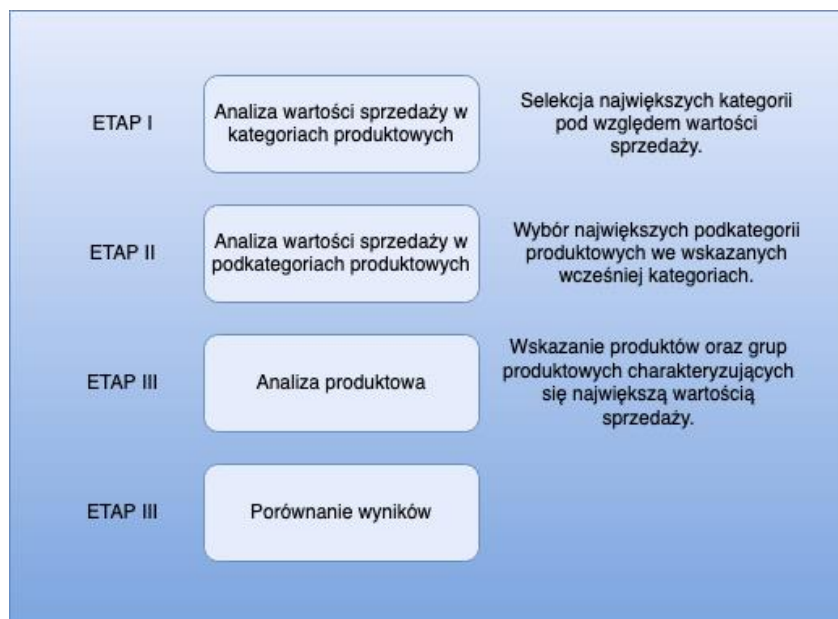 ETAP I
Analiza wartości sprzedaży w
kategoriach produktowych
Selekcja największych kategorii
pod względem wartości
sprzedaży.
ETAP II
Analiza wartości sprzedaży w
podkategoriach produktowych
Wybór największych podkategorii
produktowych we wskazanych
wcześniej kategoriach.
ETAP III
Analiza produktowa
Wskazanie produktów oraz grup
produktowych charakteryzujących
się największą wartością
sprzedaży.
ETAP III
Porównanie wyników